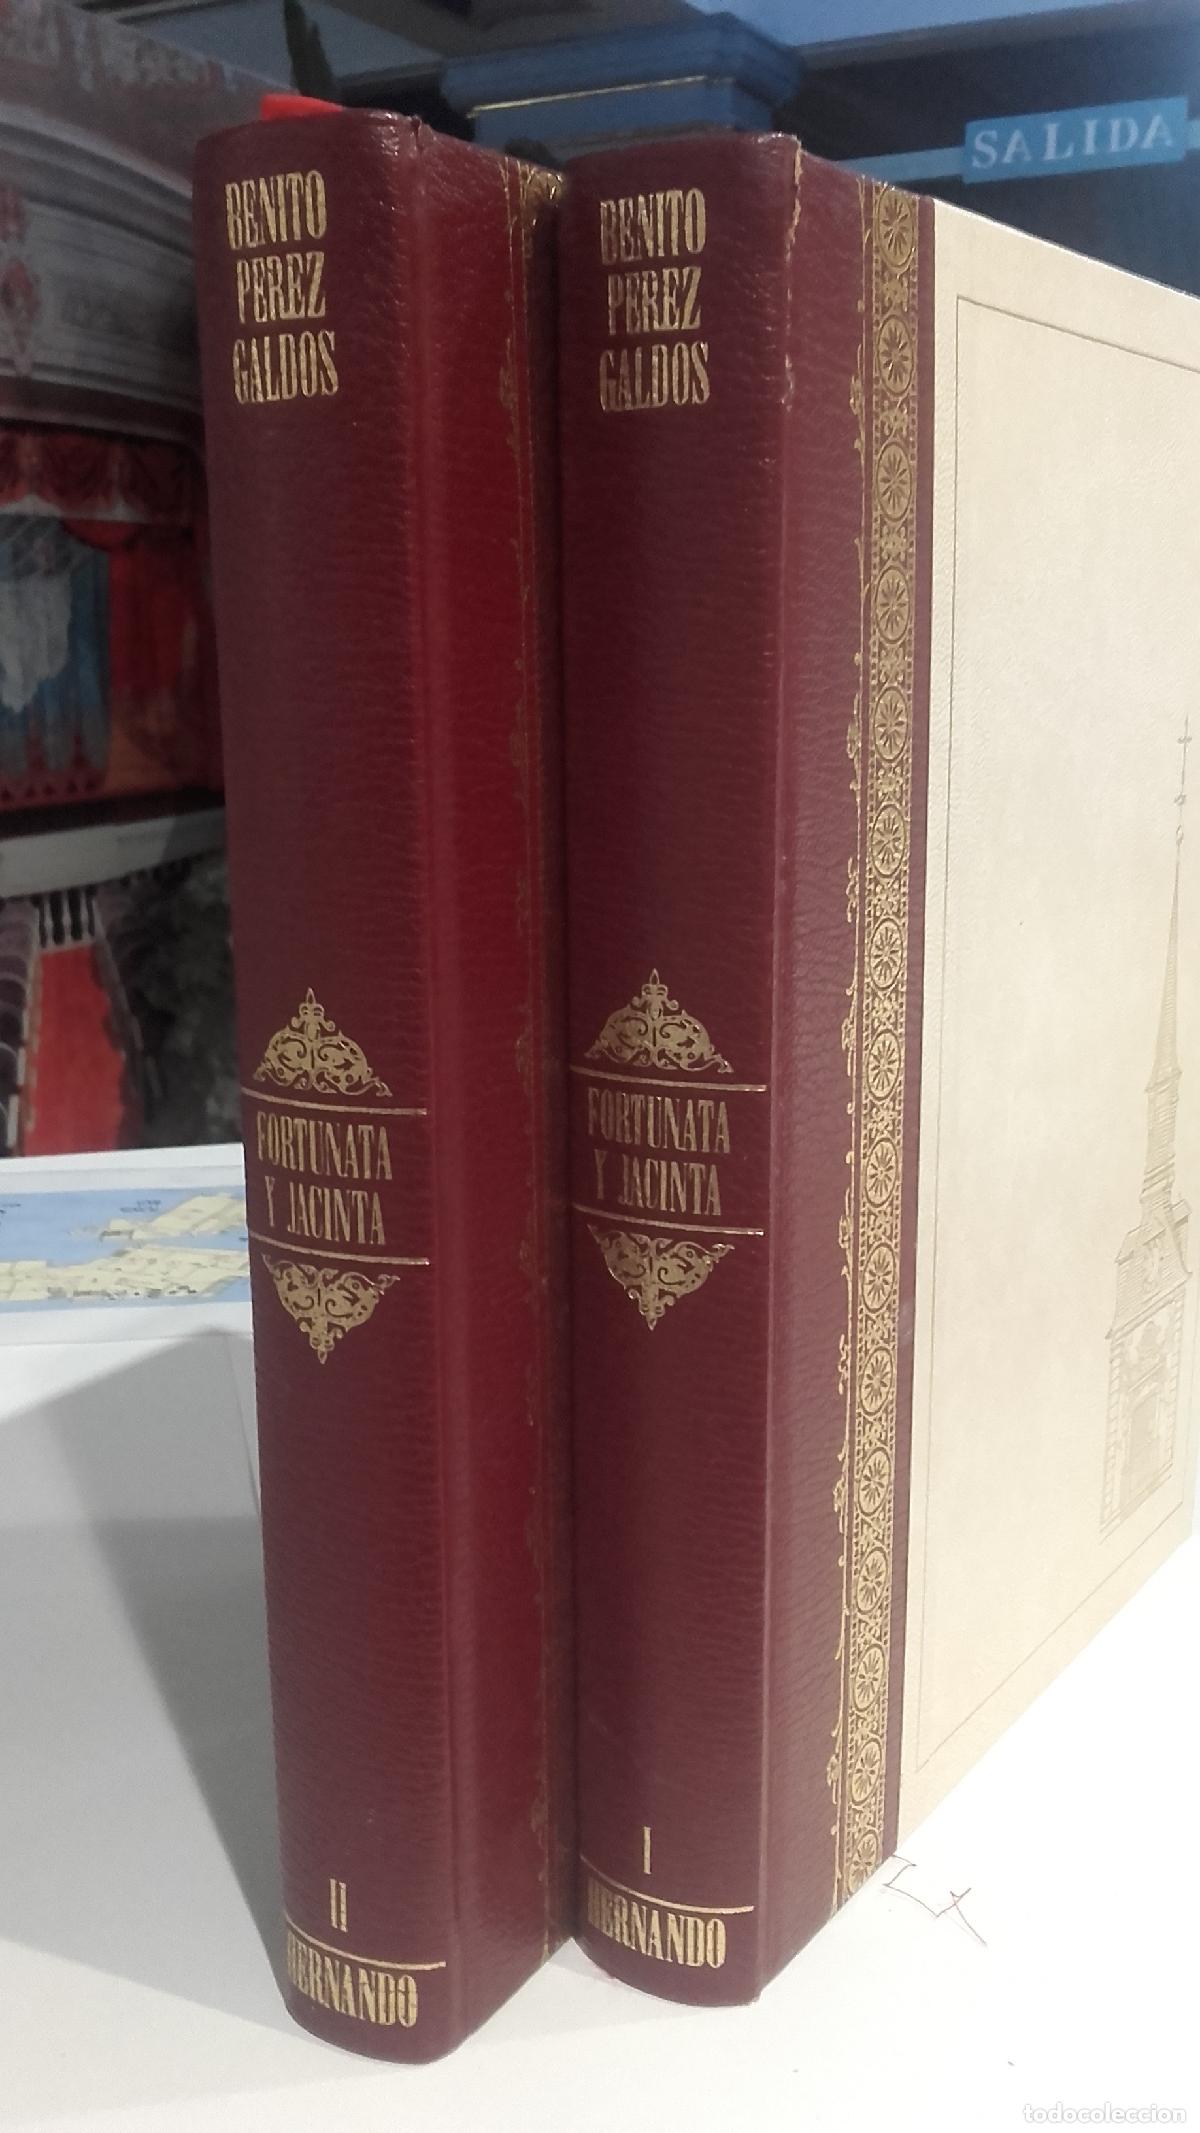 SALIDA
BENITO
PEREZ
GALDOS
FORTUNATA
Y JACINTA
II
HERNANDO
BENITO
PEREZ
GALDOS
FORTUNATA
Y JACINTA
I
HERNANDO
todocoleccion